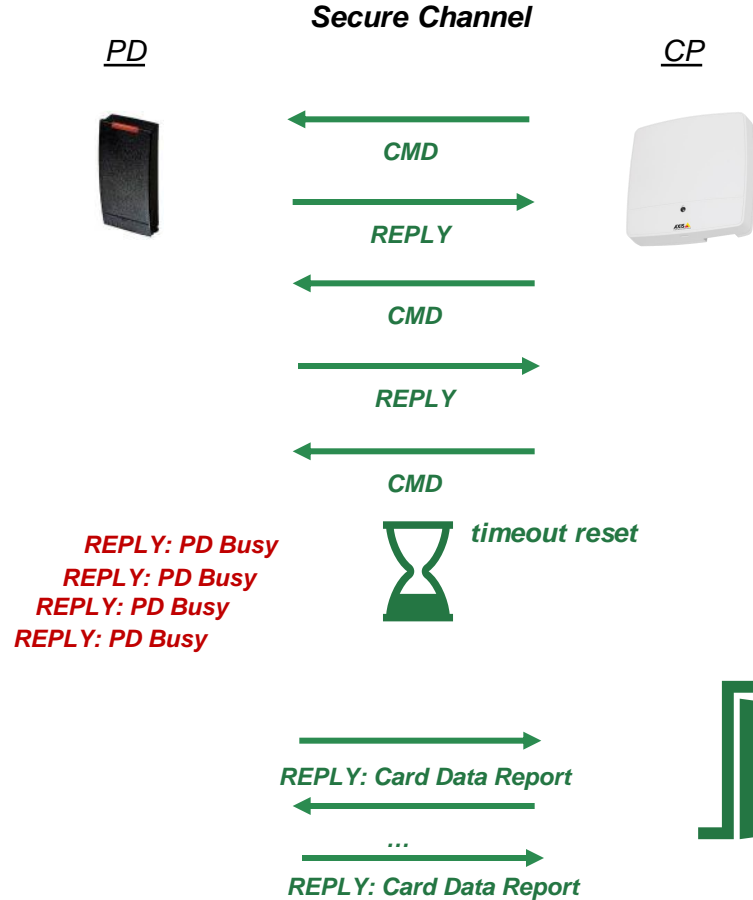 Secure Channel
PD
CP
CMD
REPLY
AXIS
CMD
REPLY
CMD
timeout reset
REPLY: PD Busy
REPLY: PD Busy
REPLY: PD Busy
REPLY: PD Busy
REPLY: Card Data Report
...
REPLY: Card Data Report